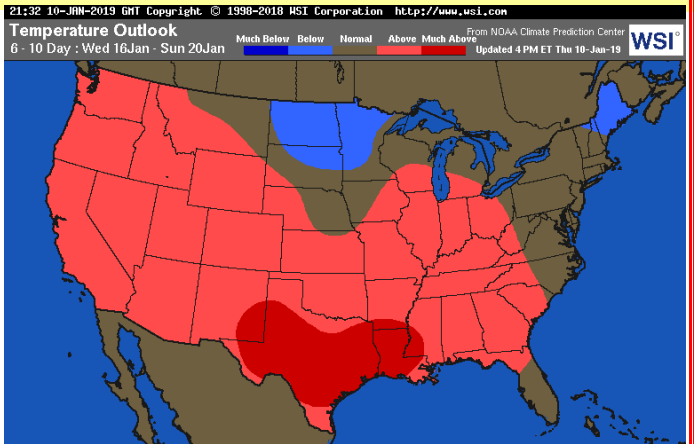 21:32 10-JAN-2019 GMT Copyright © 1998-2018 WSI Corporation http://www.wsi.com
Temperature Outlook
6 - 10 Day : Wed 16Jan - Sun 20Jan
Much Below Below Normal Above Much Above
From NOAA Climate Prediction Center
Updated 4 PM ET Thu 10-Jan-19
WSI